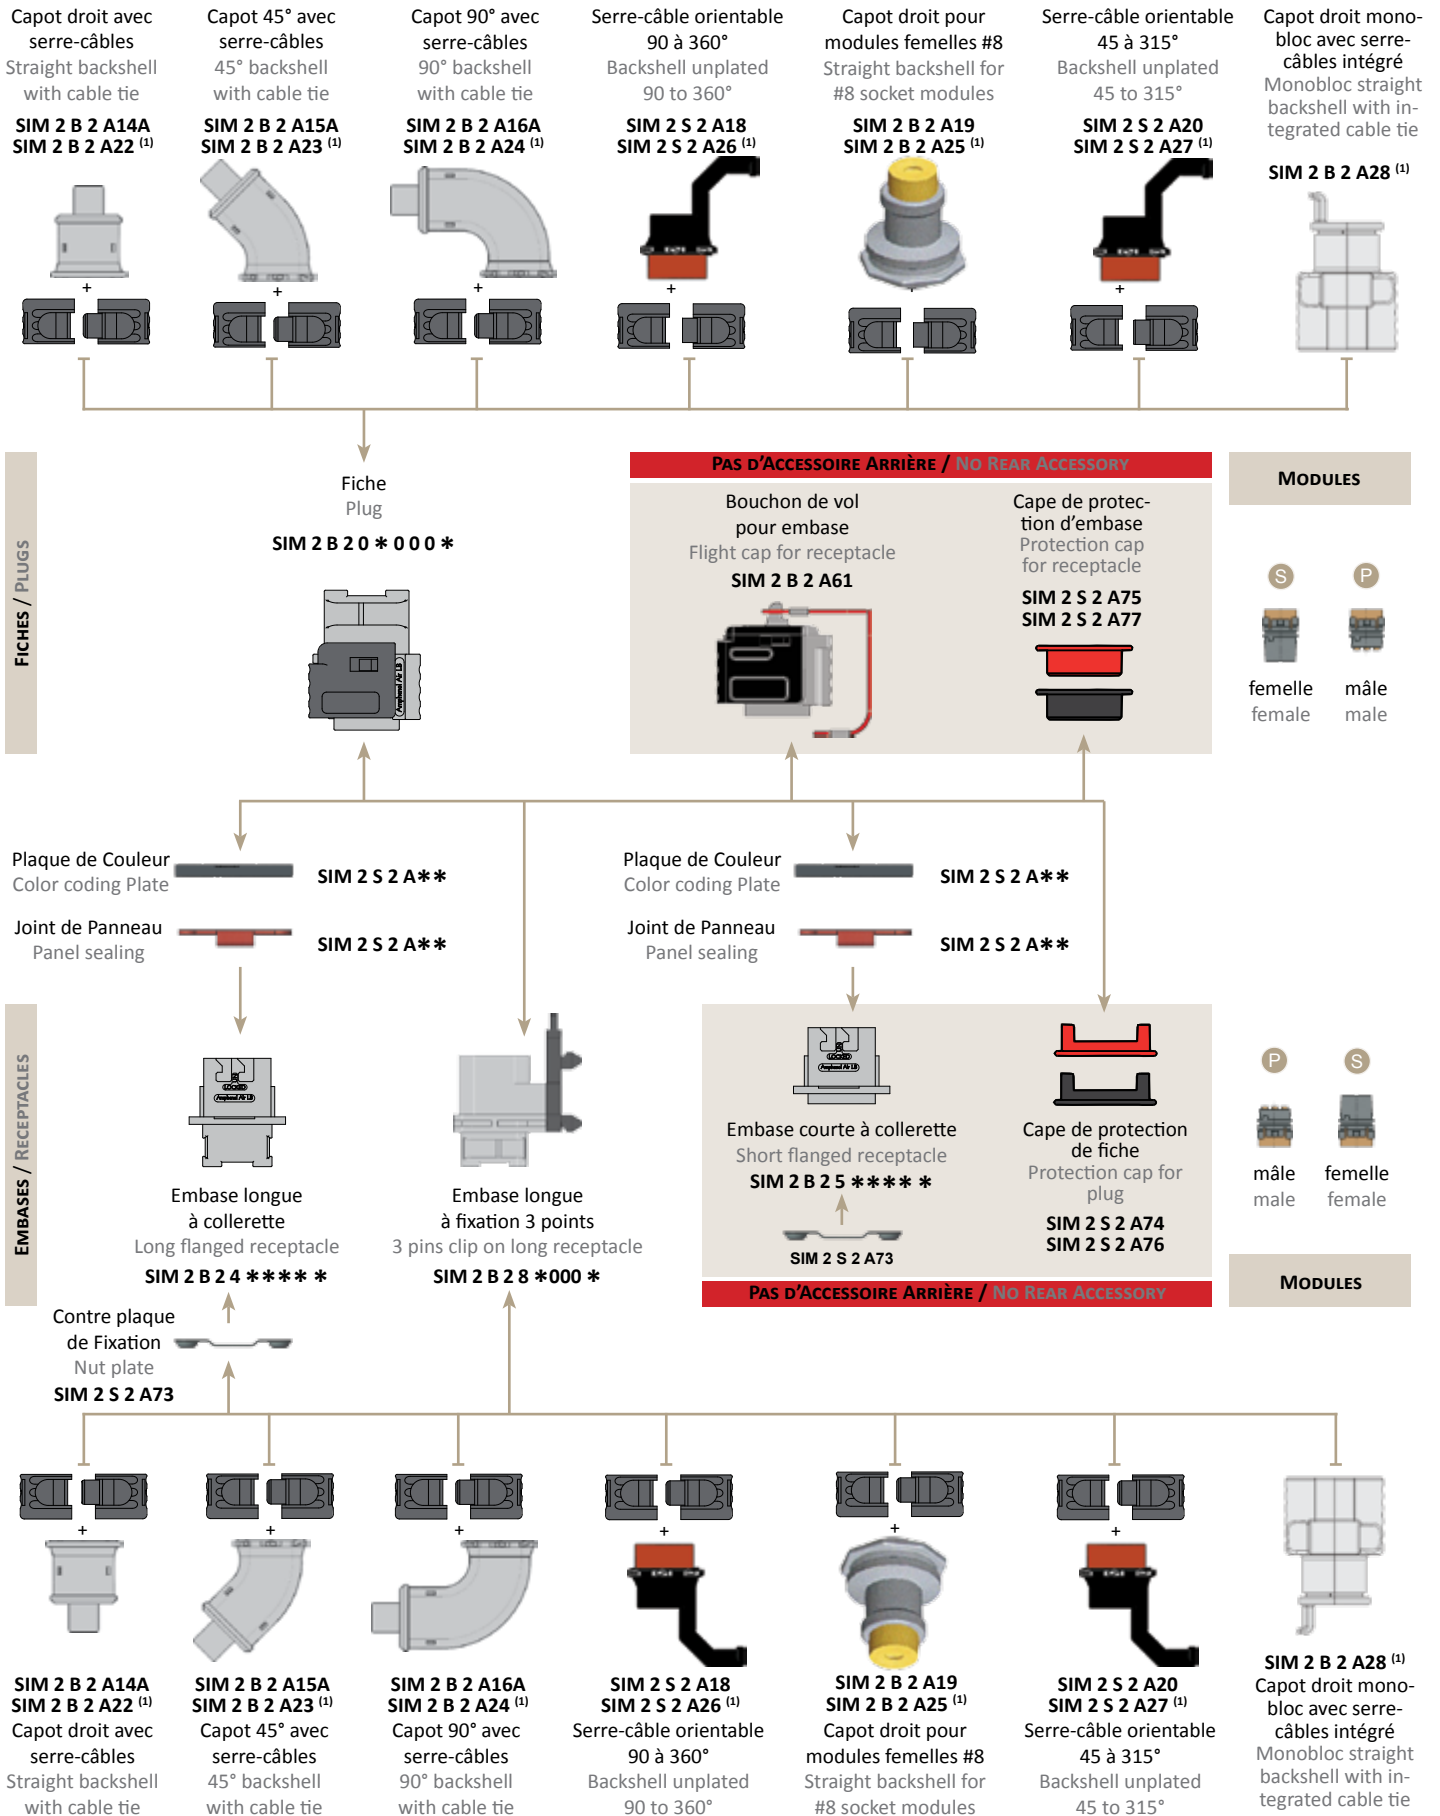 Capot droit avec
serre-câbles
Straight backshell
with cable tie
SIM 2 B 2 A14A
SIM 2 B 2 A22 (1)
Capot 45° avec
serre-câbles
45° backshell
with cable tie
SIM 2 B 2 A15A
SIM 2 B 2 A23 (1)
Capot 90° avec
serre-câbles
90° backshell
with cable tie
SIM 2 B 2 A16A
SIM 2 B 2 A24 (1)
Serre-câble orientable
90 à 360°
Backshell unplated
90 to 360°
SIM 2 S 2 A18
SIM 2 S 2 A26 (1)
Capot droit pour
modules femelles #8
Straight backshell for
#8 socket modules
SIM 2 B 2 A19
SIM 2 B 2 A25 (1)
Serre-câble orientable
45 à 315°
Backshell unplated
45 to 315°
SIM 2 S 2 A20
SIM 2 S 2 A27 (1)
Capot droit mono-
bloc avec serre-
câbles intégré
Monobloc straight
backshell with in-
tegrated cable tie
SIM 2 B 2 A28 (1)
+
+
+
+
+
+
FICHES / PLUGS
Fiche
Plug
SIM 2 B 2 0 * 0 0 0 *
Amphenol Air LB
PAS D'ACCESSOIRE ARRIÈRE / NO REAR ACCESSORY
Bouchon de vol
pour embase
Flight cap for receptacle
SIM 2 B 2 A61
Cape de protec-
tion d'embase
Protection cap
for receptacle
SIM 2 S 2 A75
SIM 2 S 2 A77
MODULES
S
P
femelle
female
mâle
male
Plaque de Couleur
Color coding Plate
SIM 2 S 2 A**
Joint de Panneau
Panel sealing
SIM 2 S 2 A**
Plaque de Couleur
Color coding Plate
SIM 2 S 2 A**
Joint de Panneau
Panel sealing
SIM 2 S 2 A**
EMBASES / RECEPTACLES
LOCKED
Amphenol Air LB
Embase longue
à collerette
Long flanged receptacle
SIM 2 B 2 4 *****
Embase longue
à fixation 3 points
3 pins clip on long receptacle
SIM 2 B 2 8 *000 *
LOCKED
Amphenol Air LB
Embase courte à collerette
Short flanged receptacle
SIM 2 B 2 5 *****
SIM 2 S 2 A73
Cape de protection
de fiche
Protection cap for
plug
SIM 2 S 2 A74
SIM 2 S 2 A76
PAS D'ACCESSOIRE ARRIÈRE / NO REAR ACCESSORY
P
S
mâle
male
femelle
female
MODULES
Contre plaque
de Fixation
Nut plate
SIM 2 S 2 A73
+
+
+
+
+
+
SIM 2 B 2 A14A
SIM 2 B 2 A22 (1)
Capot droit avec
serre-câbles
Straight backshell
with cable tie
SIM 2 B 2 A15A
SIM 2 B 2 A23 (1)
Capot 45° avec
serre-câbles
45° backshell
with cable tie
SIM 2 B 2 A16A
SIM 2 B 2 A24 (1)
Capot 90° avec
serre-câbles
90° backshell
with cable tie
SIM 2 S 2 A18
SIM 2 S 2 A26 (1)
Serre-câble orientable
90 à 360°
Backshell unplated
90 to 360°
SIM 2 B 2 A19
SIM 2 B 2 A25 (1)
Capot droit pour
modules femelles #8
Straight backshell for
#8 socket modules
SIM 2 S 2 A20
SIM 2 S 2 A27 (1)
Serre-câble orientable
45 à 315°
Backshell unplated
45 to 315°
SIM 2 B 2 A28 (1)
Capot droit mono-
bloc avec serre-
câbles intégré
Monobloc straight
backshell with in-
tegrated cable tie